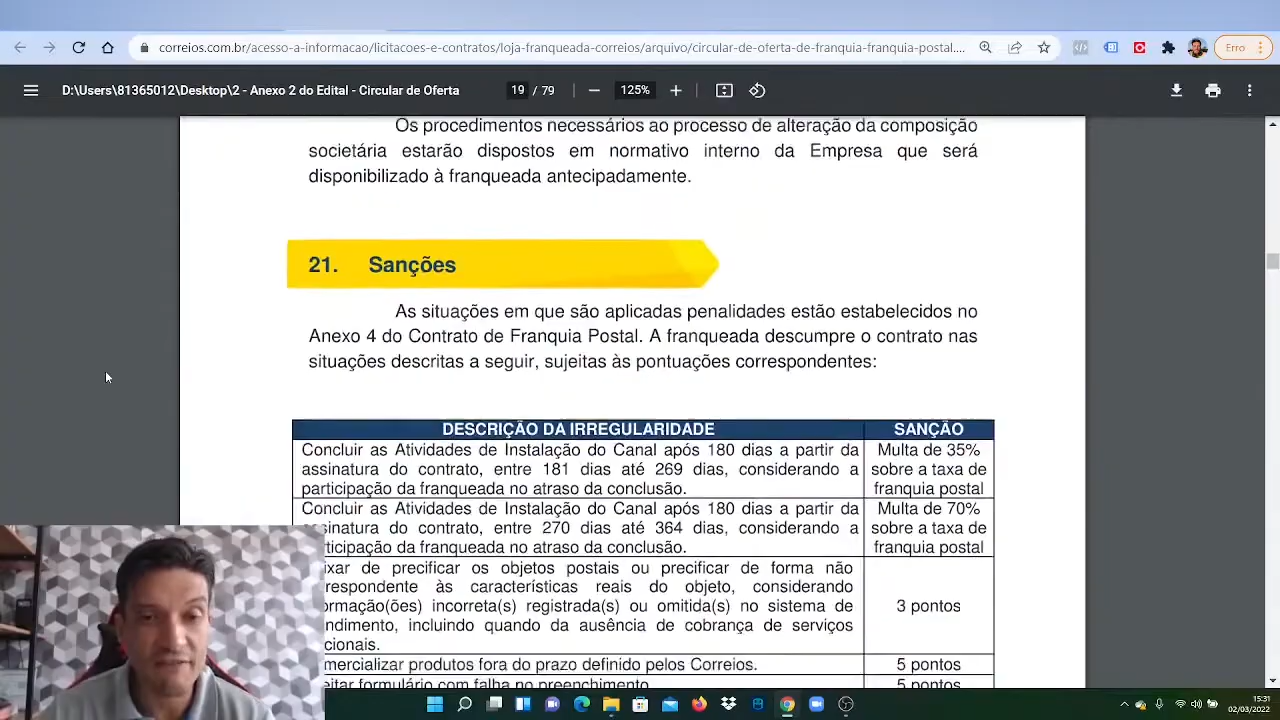 correios.com.br/acesso-a-informacao/licitacoes-e-contratos/loja-franqueada-correios/arquivo/circular-de-oferta-de-franquia-franquia-postal....
Erro
D:\Users\81365012\Desktop\2 - Anexo 2 do Edital - Circular de Oferta
19 / 79
125%
Os procedimentos necessários ao processo de alteração da composição
societária estarão dispostos em normativo interno da Empresa que será
disponibilizado à franqueada antecipadamente.
21. Sanções
As situações em que são aplicadas penalidades estão estabelecidos no
Anexo 4 do Contrato de Franquia Postal. A franqueada descumpre o contrato nas
situações descritas a seguir, sujeitas às pontuações correspondentes:
DESCRIÇÃO DA IRREGULARIDADE SANÇÃO
Concluir as Atividades de Instalação do Canal após 180 dias a partir da
assinatura do contrato, entre 181 dias até 269 dias, considerando a
participação da franqueada no atraso da conclusão.
Multa de 35%
sobre a taxa de
franquia postal
Concluir as Atividades de Instalação do Canal após 180 dias a partir da
do contrato, entre 270 dias até 364 dias, considerando a
da franqueada no atraso da conclusão.
Multa de 70%
sobre a taxa de
franquia postal
de precificar os objetos postais ou precificar de forma não
às características reais do objeto, considerando
incorreta(s) registrada(s) ou omitida(s) no sistema de
incluindo quando da ausência de cobrança de serviços
3 pontos
produtos fora do prazo definido pelos Correios.
5 pontos
formulário com falha no preenchimento
5 pontos
15:31
02/03/2022